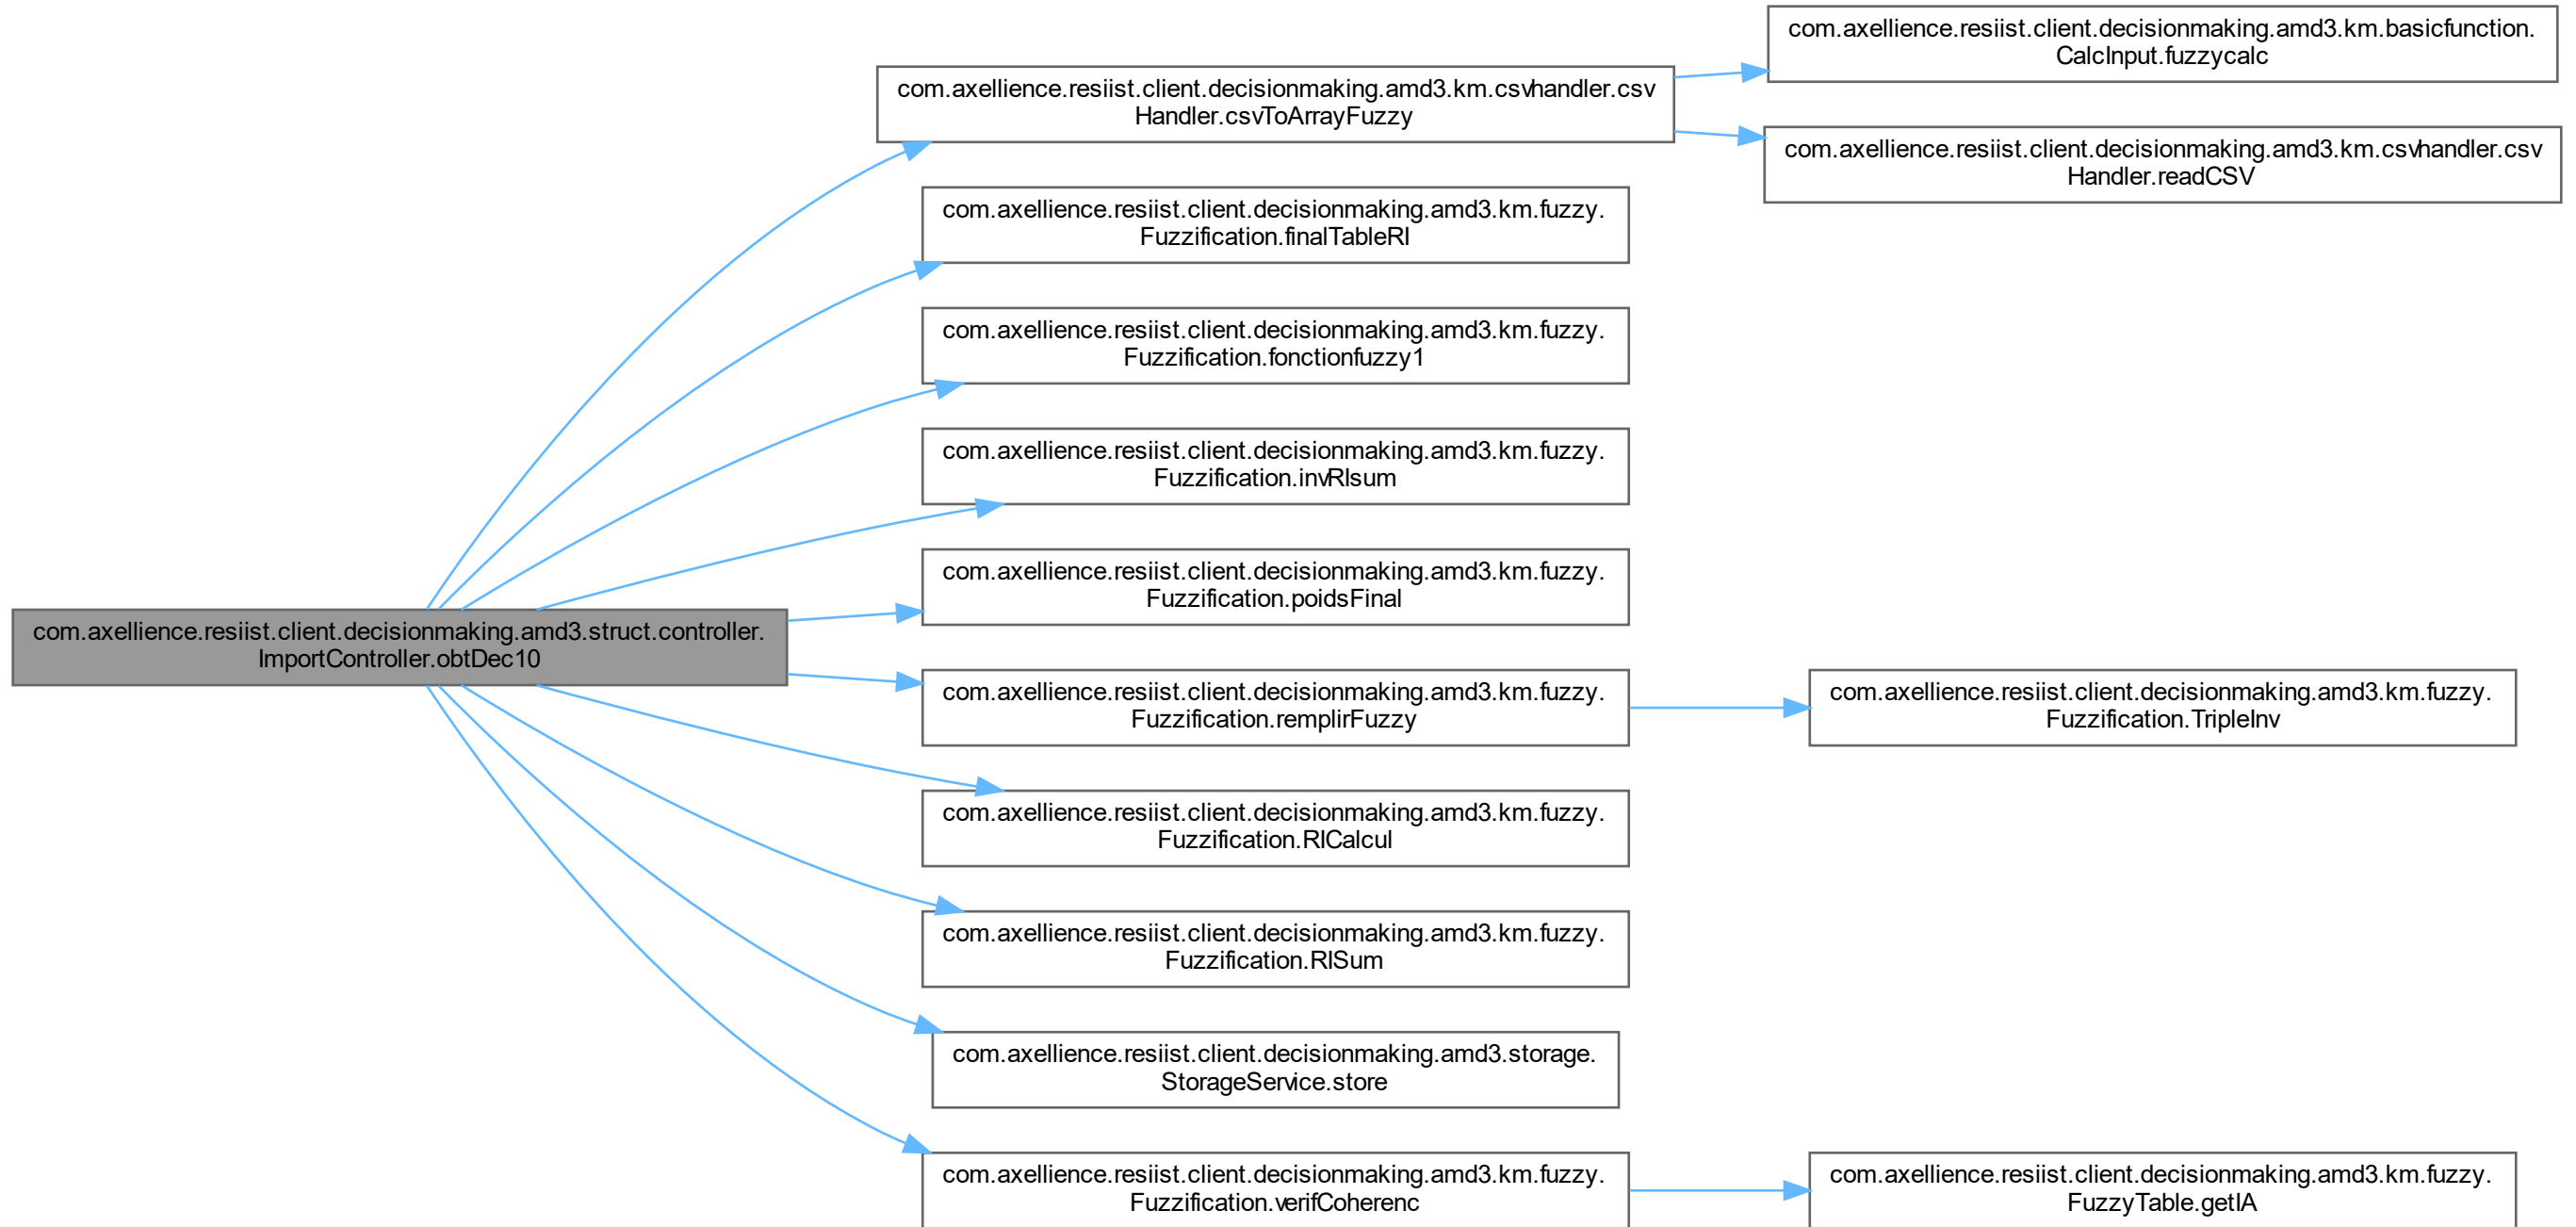 com.axellience.resiist.client.decisionmaking.amd3.struct.controller.
ImportController.obtDec10
com.axellience.resiist.client.decisionmaking.amd3.km.csvhandler.csv
Handler.csvToArrayFuzzy
com.axellience.resiist.client.decisionmaking.amd3.km.basicfunction.
CalcInput.fuzzycalc
com.axellience.resiist.client.decisionmaking.amd3.km.csvhandler.csv
Handler.readCSV
com.axellience.resiist.client.decisionmaking.amd3.km.fuzzy.
Fuzzification.finalTableRI
com.axellience.resiist.client.decisionmaking.amd3.km.fuzzy.
Fuzzification.fonctionfuzzy1
com.axellience.resiist.client.decisionmaking.amd3.km.fuzzy.
Fuzzification.invRIsum
com.axellience.resiist.client.decisionmaking.amd3.km.fuzzy.
Fuzzification.poidsFinal
com.axellience.resiist.client.decisionmaking.amd3.km.fuzzy.
Fuzzification.remplirFuzzy
com.axellience.resiist.client.decisionmaking.amd3.km.fuzzy.
Fuzzification.TripleInv
com.axellience.resiist.client.decisionmaking.amd3.km.fuzzy.
Fuzzification.RICalcul
com.axellience.resiist.client.decisionmaking.amd3.km.fuzzy.
Fuzzification.RISum
com.axellience.resiist.client.decisionmaking.amd3.storage.
StorageService.store
com.axellience.resiist.client.decisionmaking.amd3.km.fuzzy.
Fuzzification.verifCoherenc
com.axellience.resiist.client.decisionmaking.amd3.km.fuzzy.
FuzzyTable.getIA